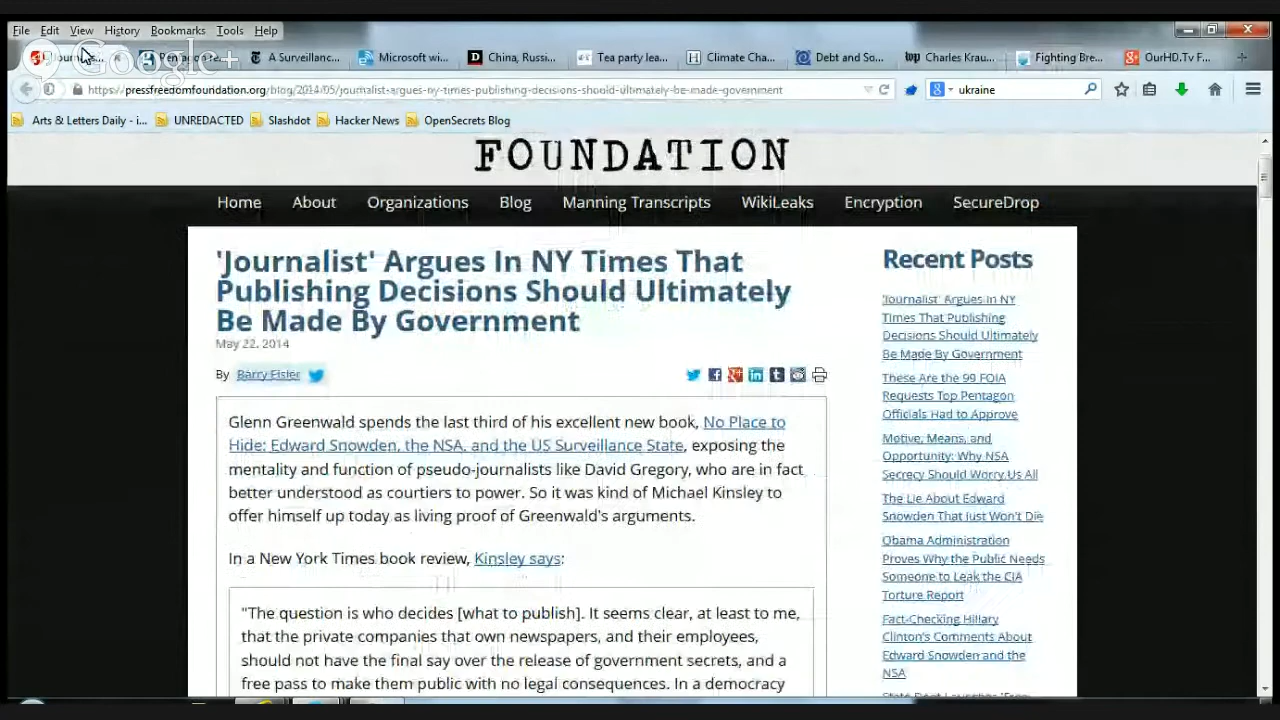 File Edit View History Bookmarks Tools Help
Google+
A Surveillanc... Microsoft wi... China, Russi... Tea party lea... Climate Cha... Debt and So... Charles Krau... Fighting Bre... OurHD.Tv F...
https://pressfreedomfoundation.org/blog/2014/05/journalist-argues-ny-times-publishing-decisions-should-ultimately-be-made-government
ukraine
Arts & Letters Daily - i... UNREDACTED Slashdot Hacker News OpenSecrets Blog
FOUNDATION
Home About Organizations Blog Manning Transcripts WikiLeaks Encryption SecureDrop
'Journalist' Argues In NY Times That
Publishing Decisions Should Ultimately
Be Made By Government
May 22, 2014
By Barry Eisler
Glenn Greenwald spends the last third of his excellent new book, No Place to
Hide: Edward Snowden, the NSA, and the US Surveillance State, exposing the
mentality and function of pseudo-journalists like David Gregory, who are in fact
better understood as courtiers to power. So it was kind of Michael Kinsley to
offer himself up today as living proof of Greenwald's arguments.
In a New York Times book review, Kinsley says:
"The question is who decides [what to publish]. It seems clear, at least to me,
that the private companies that own newspapers, and their employees,
should not have the final say over the release of government secrets, and a
free pass to make them public with no legal consequences. In a democracy
Recent Posts
'Journalist' Argues In NY
Times That Publishing
Decisions Should Ultimately
Be Made By Government
These Are the 99 FOIA
Requests Top Pentagon
Officials Had to Approve
Motive, Means, and
Opportunity: Why NSA
Secrecy Should Worry Us All
The Lie About Edward
Snowden That Just Won't Die
Obama Administration
Proves Why the Public Needs
Someone to Leak the CIA
Torture Report
Fact-Checking Hillary
Clinton's Comments About
Edward Snowden and the
NSA